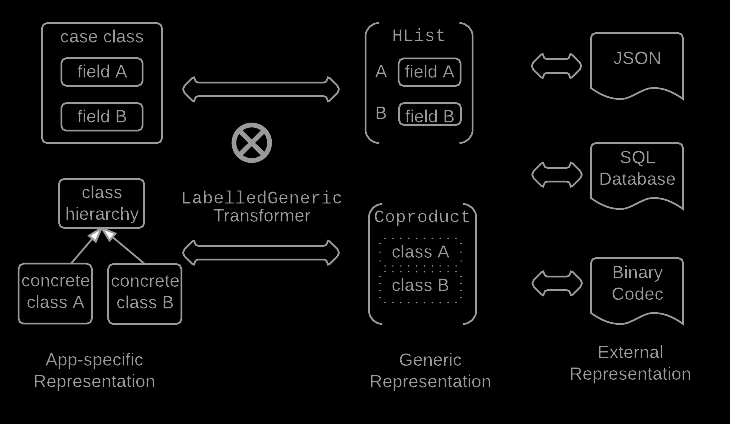 case class
field A
field B
class
hierarchy
concrete
class A
concrete
class B
App-specific
Representation
LabelledGeneric
Transformer
HList
A
field A
B
field B
Coproduct
class A
class B
Generic
Representation
JSON
SQL
Database
Binary
Codec
External
Representation